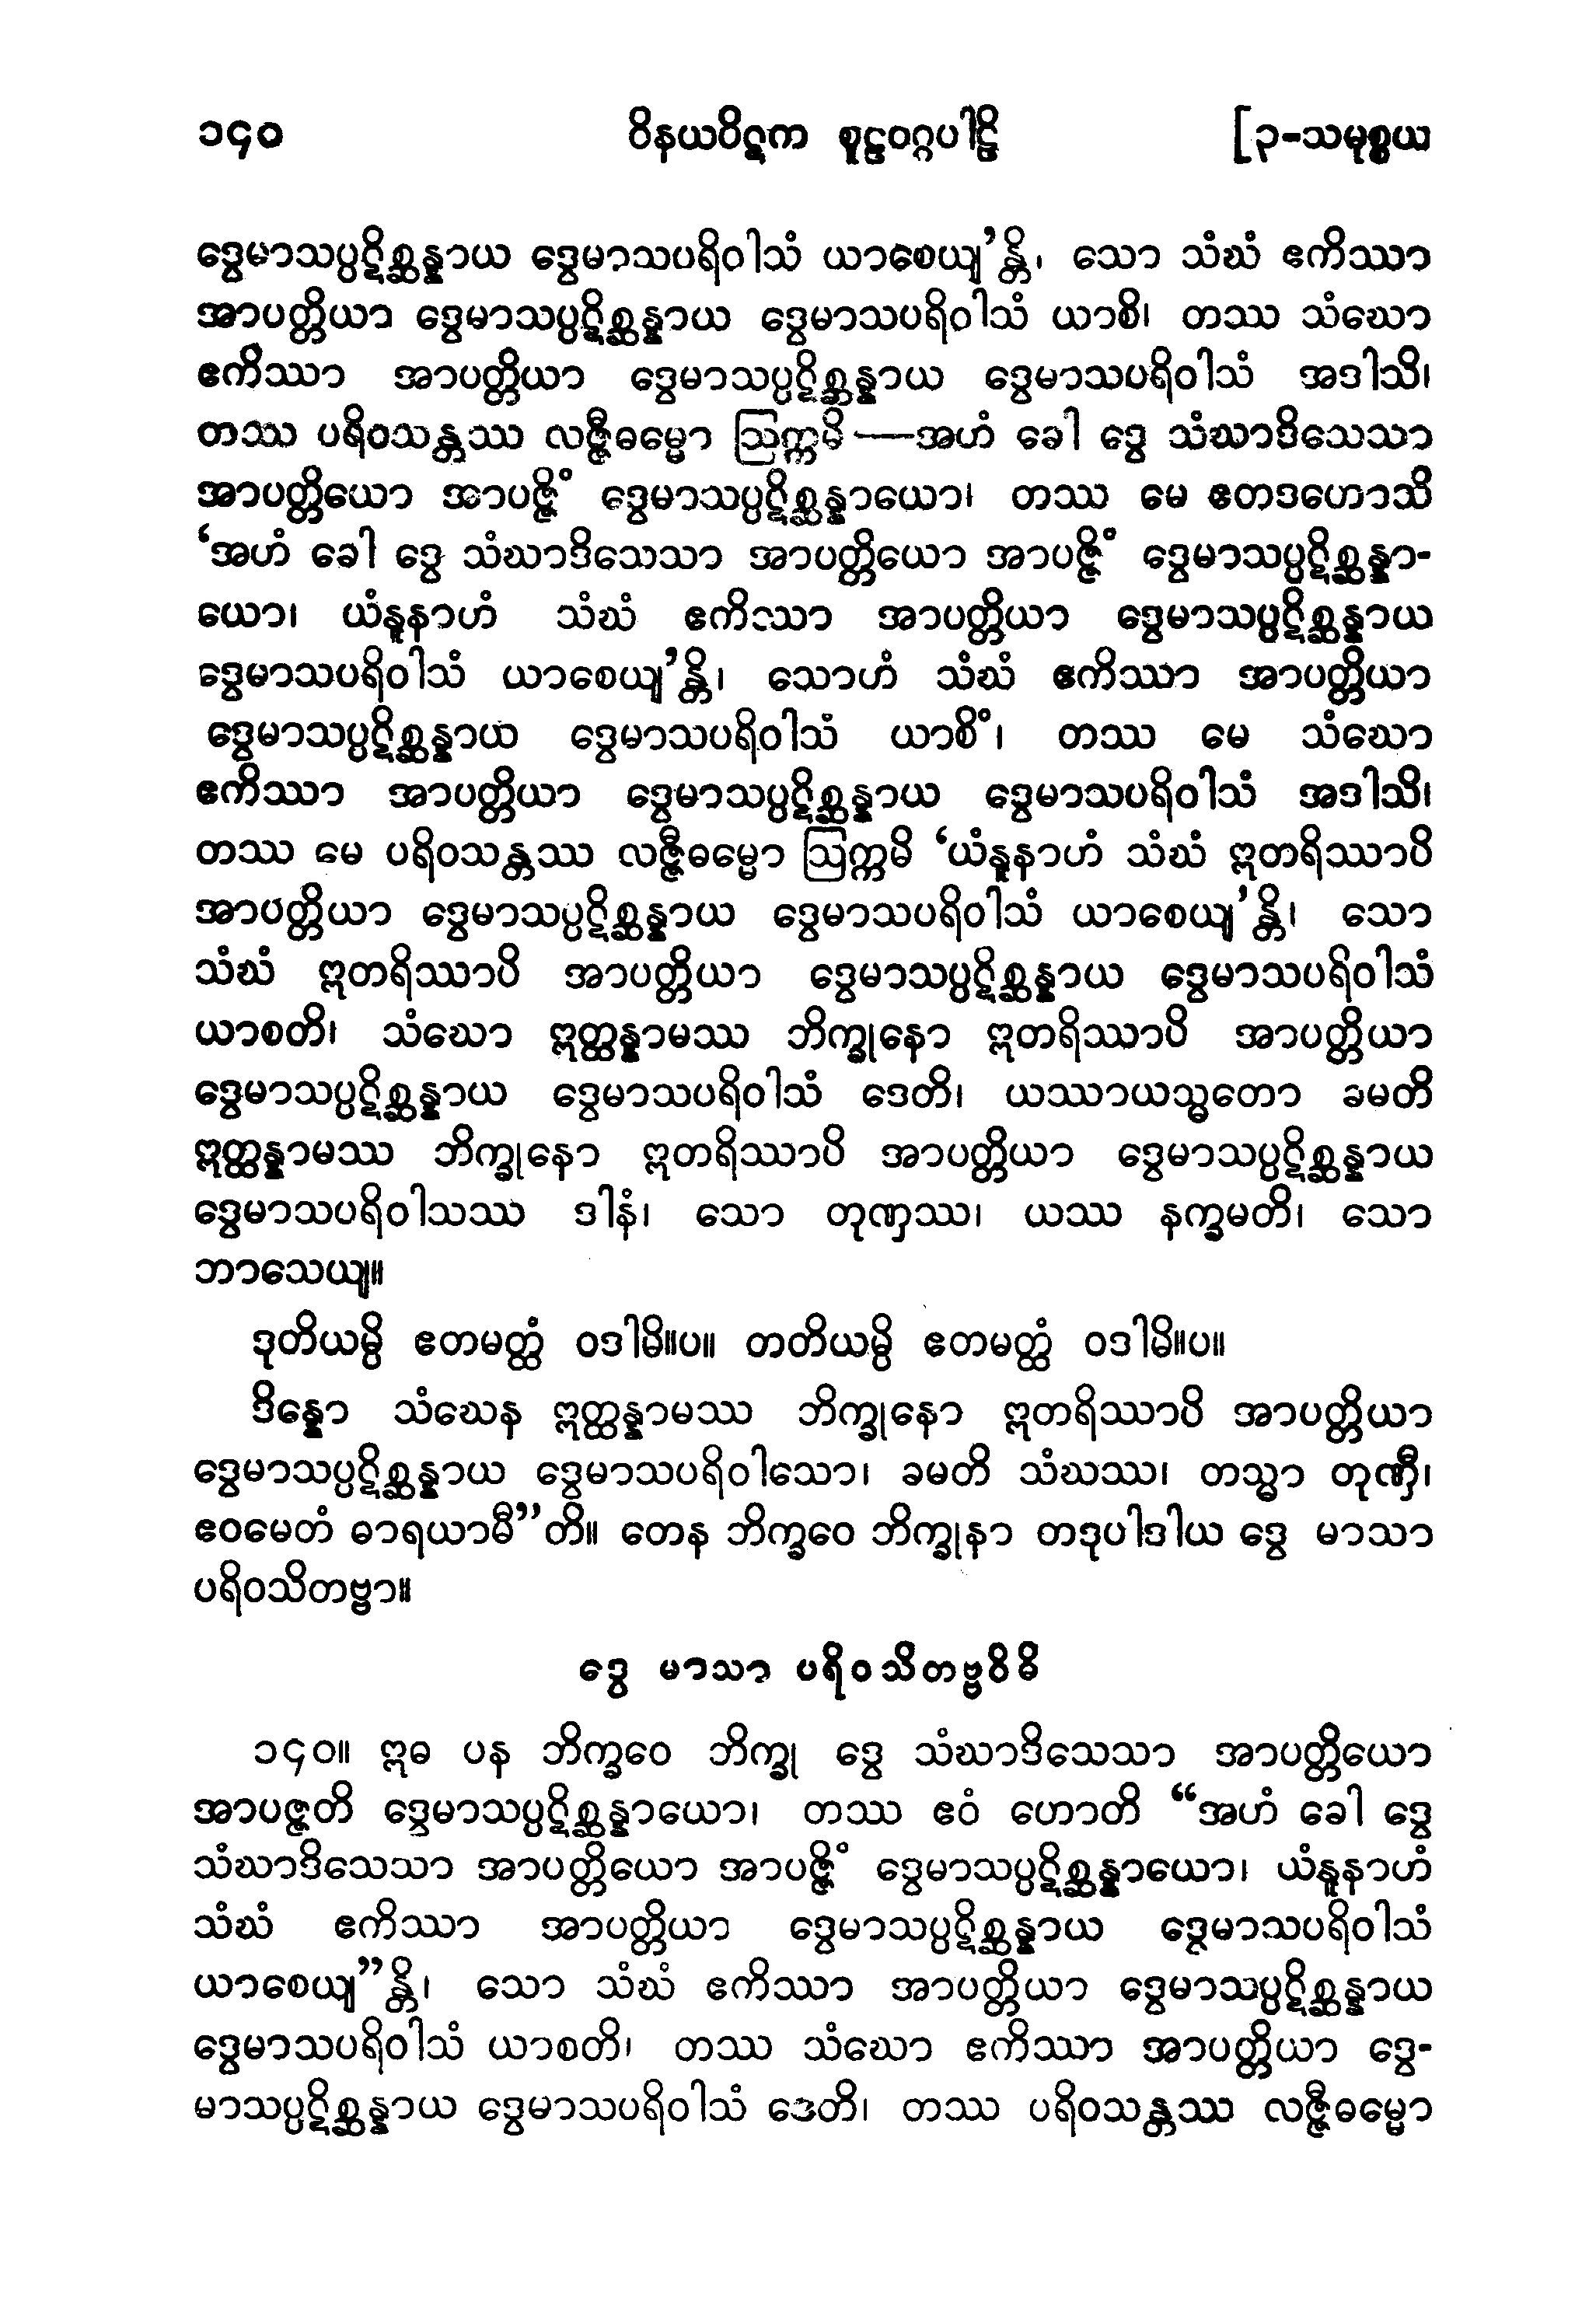 ၁၄၀ ဝိနယပိဋက စူဠဝဂ္ဂပါဠိ [၃-သမုစ္စယ
ဒွေမာသပ္ပဋိစ္ဆန္နာယ ဒွေမာသပရိဝါသံ ယာစေယျ’န္တိ၊ သော သံဃံ ဧကိဿာ
အာပတ္တိယာ ဒွေမာသပ္ပဋိစ္ဆန္နာယ ဒွေမာသပရိဝါသံ ယာစိ၊ တဿ သံဃော
ဧကိဿာ အာပတ္တိယာ ဒွေမာသပ္ပဋိစ္ဆန္နာယ ဒွေမာသပရိဝါသံ အဒါသိ၊
တဿ ပရိဝသန္တဿ လဇ္ဇီဓမ္မော ဩက္ကမိ — အဟံ ခေါ ဒွေ သံဃာဒိသေသာ
အာပတ္တိယော အာပဇ္ဇိံ ဒွေမာသပ္ပဋိစ္ဆန္နာယော၊ တဿ မေ ဧတဒဟောသိ
‘အဟံ ခေါ ဒွေ သံဃာဒိသေသာ အာပတ္တိယော အာပဇ္ဇိံ ဒွေမာသပ္ပဋိစ္ဆန္နာ-
ယော၊ ယံနူနာဟံ သံဃံ ဧကိဿာ အာပတ္တိယာ ဒွေမာသပ္ပဋိစ္ဆန္နာယ
ဒွေမာသပရိဝါသံ ယာစေယျ’န္တိ၊ သောဟံ သံဃံ ဧကိဿာ အာပတ္တိယာ
ဒွေမာသပ္ပဋိစ္ဆန္နာယ ဒွေမာသပရိဝါသံ ယာစိံ၊ တဿ မေ သံဃော
ဧကိဿာ အာပတ္တိယာ ဒွေမာသပ္ပဋိစ္ဆန္နာယ ဒွေမာသပရိဝါသံ အဒါသိ၊
တဿ မေ ပရိဝသန္တဿ လဇ္ဇီဓမ္မော ဩက္ကမိ ‘ယံနူနာဟံ သံဃံ ဣတရိဿာပိ
အာပတ္တိယာ ဒွေမာသပ္ပဋိစ္ဆန္နာယ ဒွေမာသပရိဝါသံ ယာစေယျ’န္တိ၊ သော
သံဃံ ဣတရိဿာပိ အာပတ္တိယာ ဒွေမာသပ္ပဋိစ္ဆန္နာယ ဒွေမာသပရိဝါသံ
ယာစတိ၊ သံဃော ဣတ္ထန္နာမဿ ဘိက္ခုနော ဣတရိဿာပိ အာပတ္တိယာ
ဒွေမာသပ္ပဋိစ္ဆန္နာယ ဒွေမာသပရိဝါသံ ဒေတိ၊ ယဿာယသ္မတော ခမတိ
ဣတ္ထန္နာမဿ ဘိက္ခုနော ဣတရိဿာပိ အာပတ္တိယာ ဒွေမာသပ္ပဋိစ္ဆန္နာယ
ဒွေမာသပရိဝါသဿ ဒါနံ၊ သော တုဏှဿ၊ ယဿ နက္ခမတိ၊ သော
ဘာသေယျ။
ဒုတိယမ္ပိ ဧတမတ္ထံ ဝဒါမိ။ပ။ တတိယမ္ပိ ဧတမတ္ထံ ဝဒါမိ။ပ။
ဒိန္နော သံဃေန ဣတ္ထန္နာမဿ ဘိက္ခုနော ဣတရိဿာပိ အာပတ္တိယာ
ဒွေမာသပ္ပဋိစ္ဆန္နာယ ဒွေမာသပရိဝါသော၊ ခမတိ သံဃဿ၊ တသ္မာ တုဏှီ၊
ဧဝမေတံ ဓာရယာမီ”တိ။ တေန ဘိက္ခဝေ ဘိက္ခုနာ တဒုပါဒါယ ဒွေ မာသာ
ပရိဝသိတဗ္ဗာ။
ဒွေ မာသာ ပရိဝသိတဗ္ဗဝိဓိ
၁၄၀။ ဣဓ ပန ဘိက္ခဝေ ဘိက္ခု ဒွေ သံဃာဒိသေသာ အာပတ္တိယော
အာပဇ္ဇတိ ဒွေမာသပ္ပဋိစ္ဆန္နာယော၊ တဿ ဧဝံ ဟောတိ “အဟံ ခေါ ဒွေ
သံဃာဒိသေသာ အာပတ္တိယော အာပဇ္ဇိံ ဒွေမာသပ္ပဋိစ္ဆန္နာယော၊ ယံနူနာဟံ
သံဃံ ဧကိဿာ အာပတ္တိယာ ဒွေမာသပ္ပဋိစ္ဆန္နာယ ဒွေမာသပရိဝါသံ
ယာစေယျ”န္တိ၊ သော သံဃံ ဧကိဿာ အာပတ္တိယာ ဒွေမာသပ္ပဋိစ္ဆန္နာယ
ဒွေမာသပရိဝါသံ ယာစတိ၊ တဿ သံဃော ဧကိဿာ အာပတ္တိယာ ဒွေ-
မာသပ္ပဋိစ္ဆန္နာယ ဒွေမာသပရိဝါသံ ဒေတိ၊ တဿ ပရိဝသန္တဿ လဇ္ဇီဓမ္မော